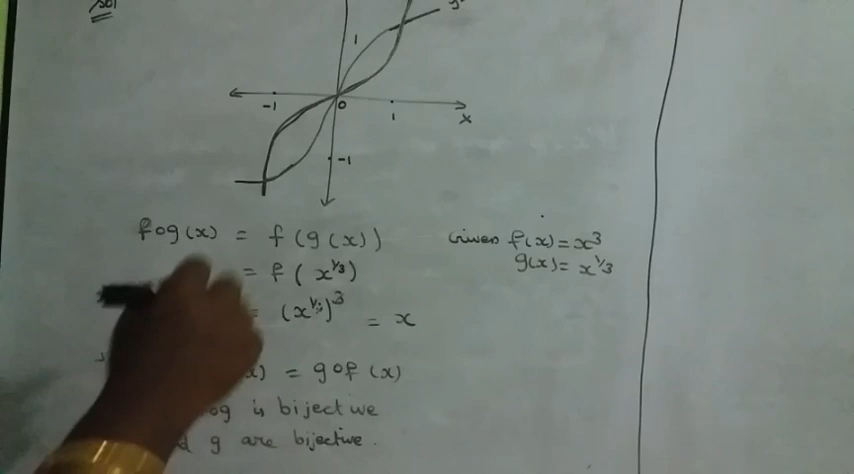 Sol
1
-1 0 1 x
-1
fog(x) = f(g(x)) Given f(x) = x³
= f(x^1/3) g(x) = x^1/3
= (x^1/3)³ = x
= gof(x)
is bijective
g are bijective.